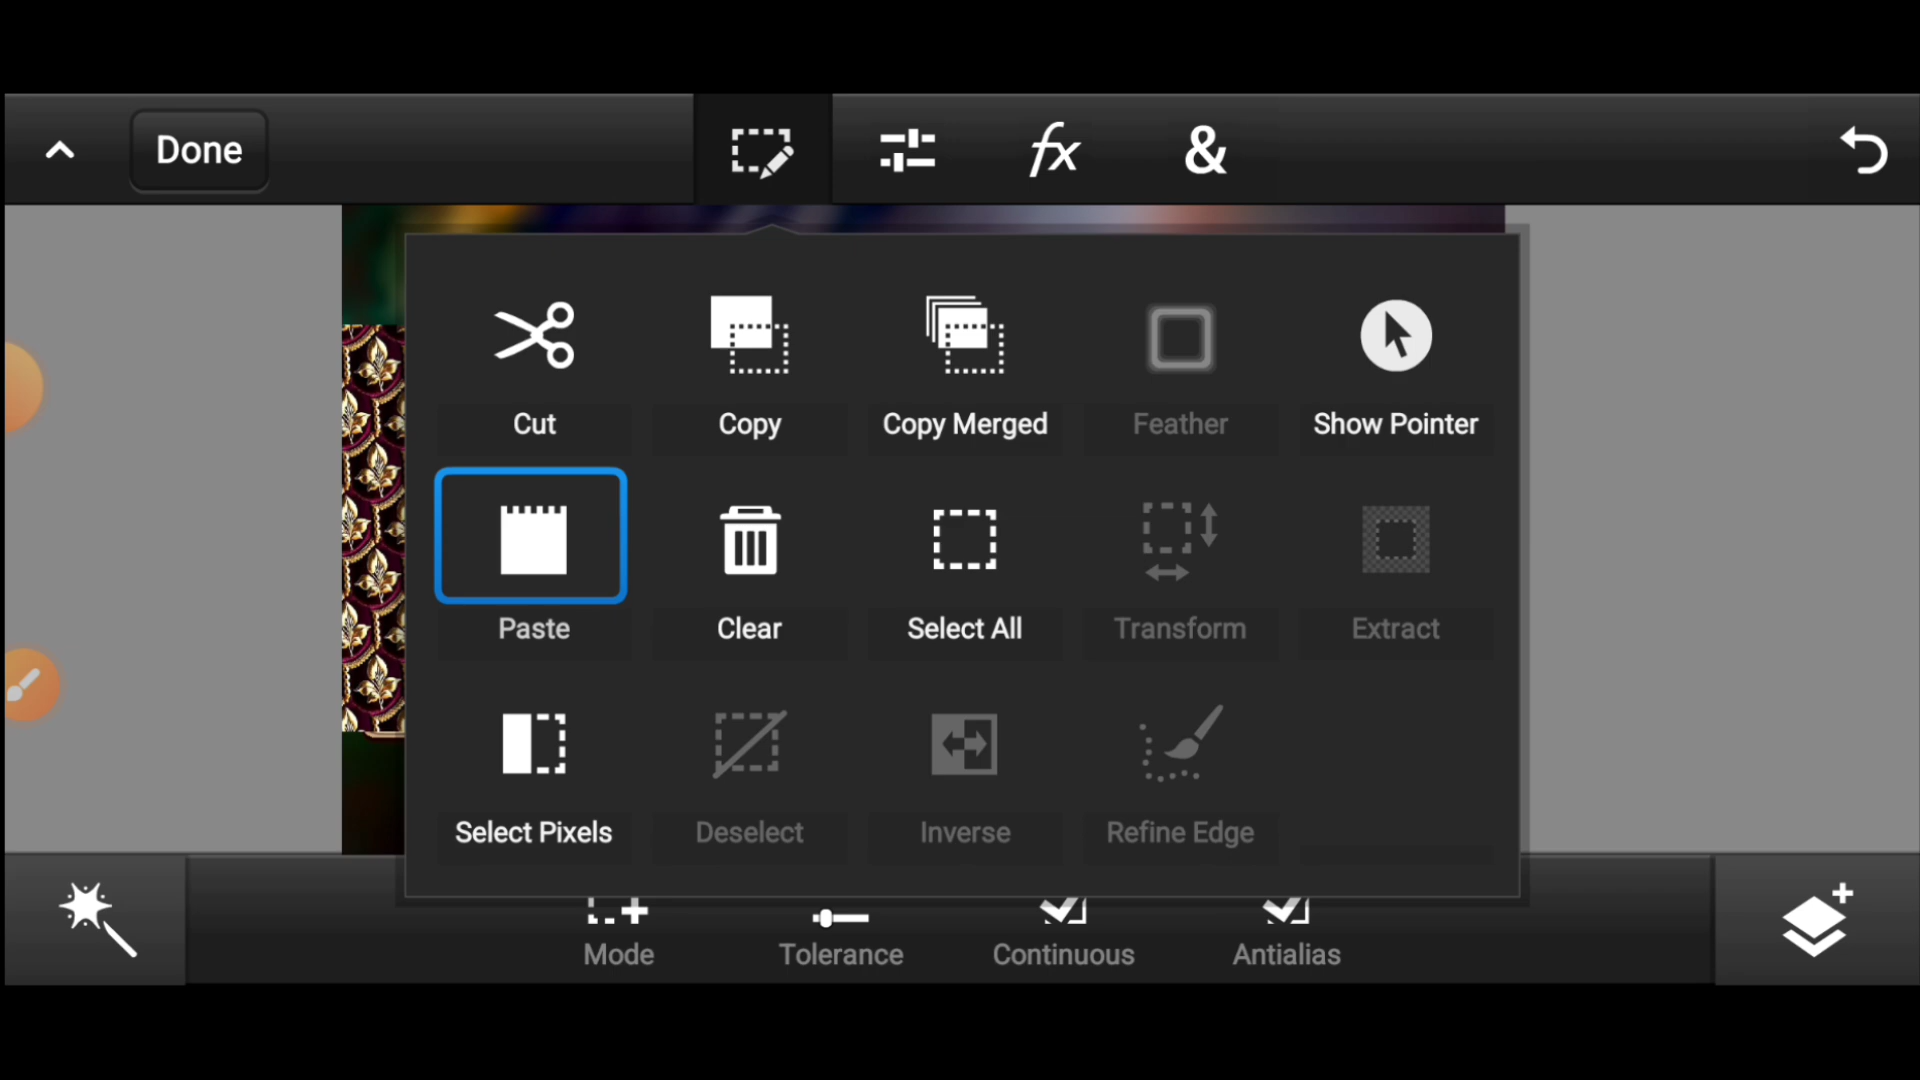 Done fx &
Cut Copy Copy Merged Feather Show Pointer
Paste Clear Select All Transform Extract
Select Pixels Deselect Inverse Refine Edge
Mode Tolerance Continuous Antialias